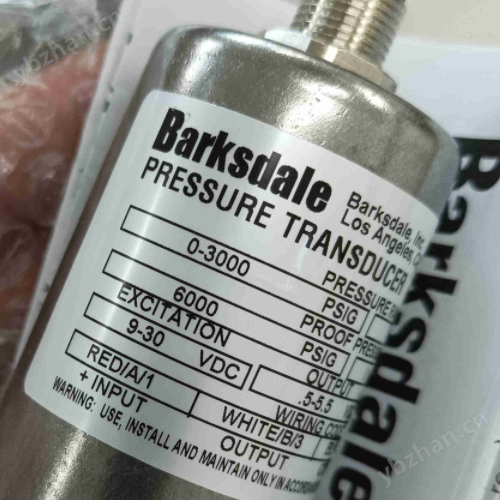 Barksdale
Barksdale, Inc.
Los Angeles, C
PRESSURE TRANSDUCER
0-3000 PSIG
PRESSURE
6000 PSIG
PROOF PRESS
EXCITATION
OUTPUT
9-30 VDC
.5-5.5
WIRING CO
RED/A/1
+ INPUT
WHITE/B/3
OUTPUT
WARNING: USE, INSTALL AND MAINTAIN ONLY IN ACCORDA
Barksdale
ybzhan.cn